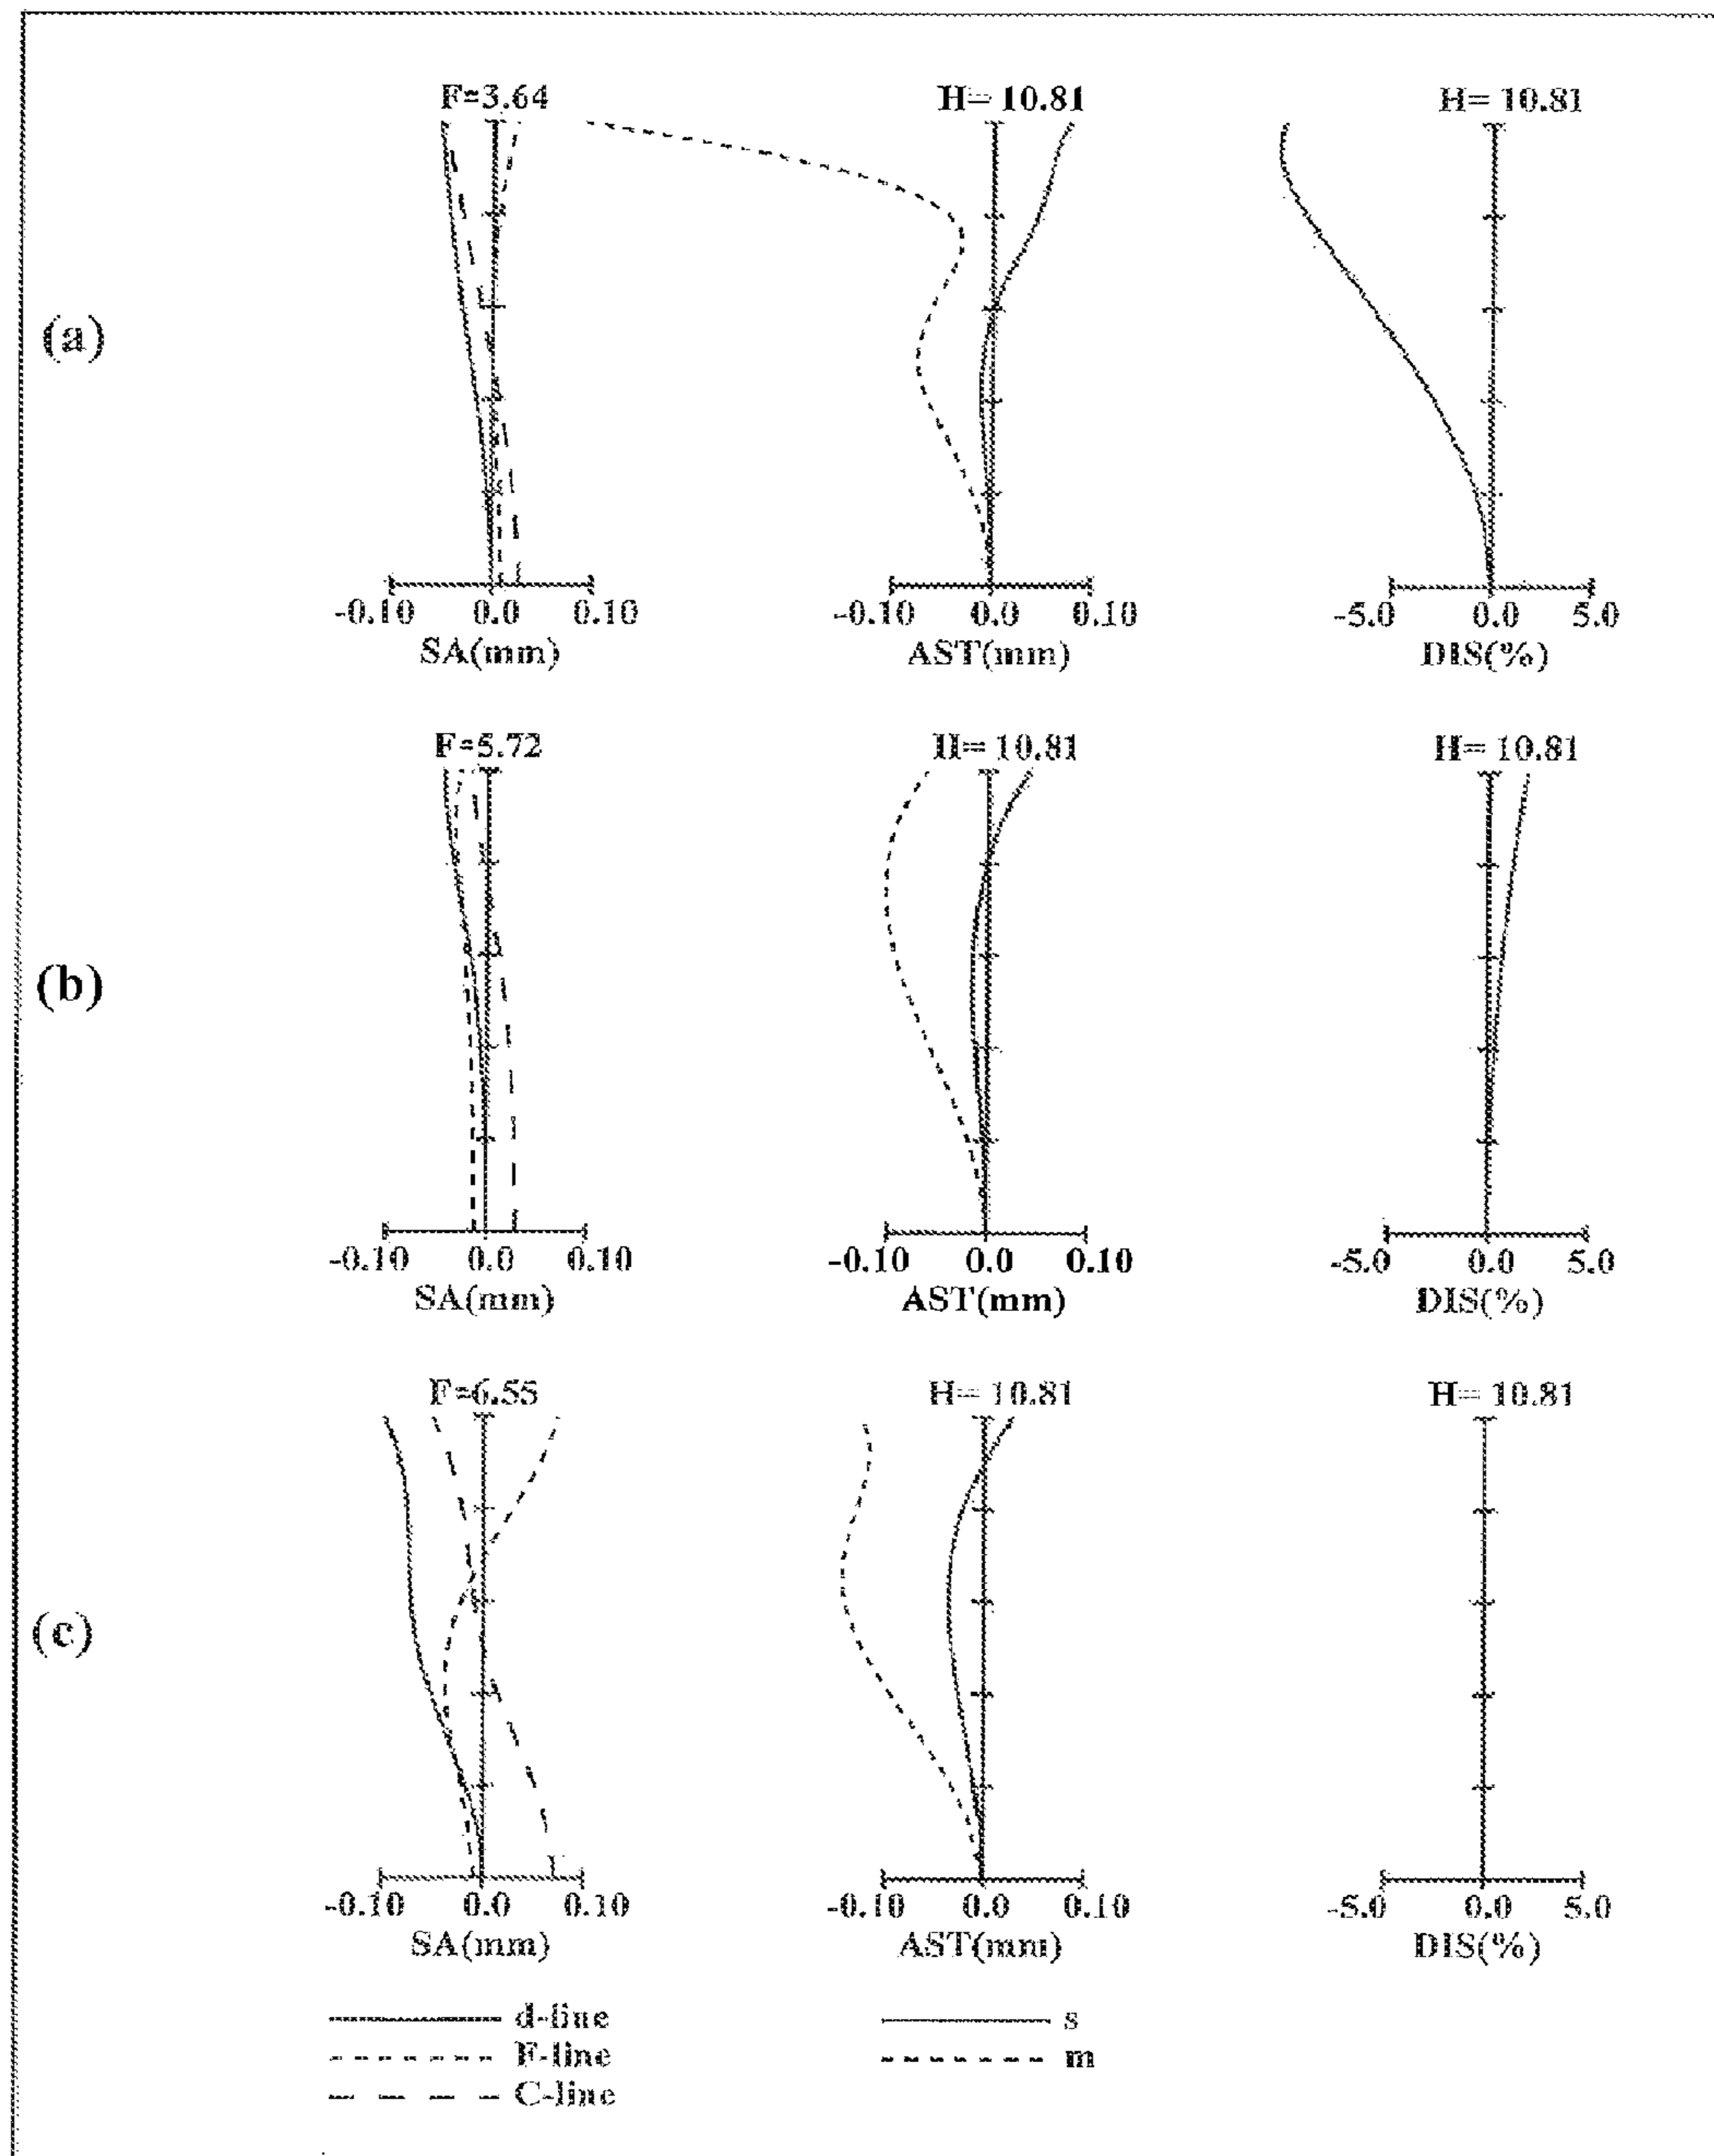 F=3.64 H= 10.81 H= 10.81
(a)
-0.10 0.0 0.10 -0.10 0.0 0.10 -5.0 0.0 5.0
SA(mm) AST(mm) DIS(%)
F=5.72 H= 10.81 H= 10.81
(b)
-0.10 0.0 0.10 -0.10 0.0 0.10 -5.0 0.0 5.0
SA(mm) AST(mm) DIS(%)
F=6.55 H= 10.81 H= 10.81
(c)
-0.10 0.0 0.10 -0.10 0.0 0.10 -5.0 0.0 5.0
SA(mm) AST(mm) DIS(%)
d-line s
F-line m
C-line